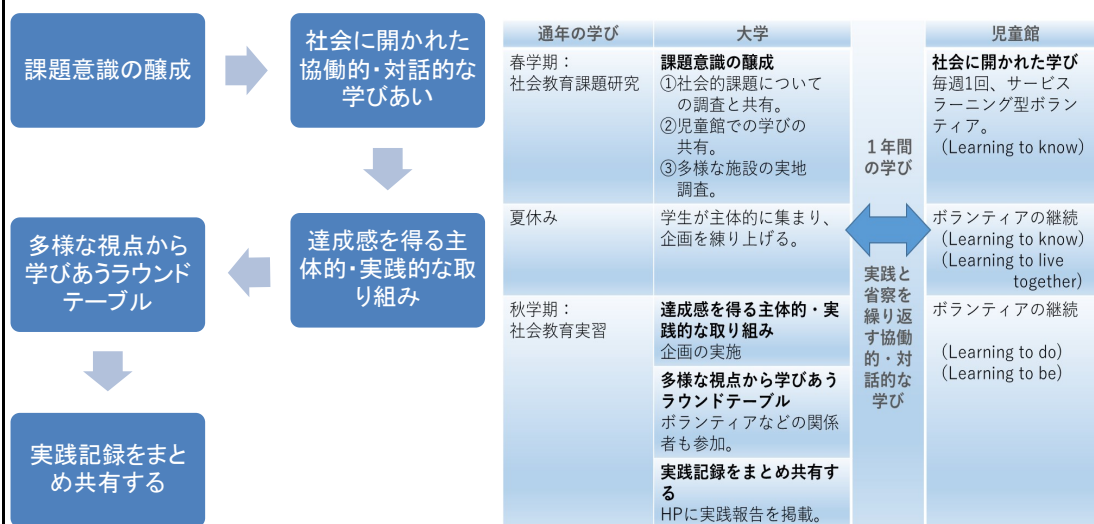 課題意識の醸成
社会に開かれた
協働的・対話的な
学びあい
達成感を得る主
体的・実践的な取
り組み
多様な視点から
学びあうラウンド
テーブル
実践記録をまと
め共有する
通年の学び
大学
児童館
春学期：
社会教育課題研究
課題意識の醸成
①社会的課題について
の調査と共有。
②児童館での学びの
共有。
③多様な施設の実地
調査。
１年間
の学び
社会に開かれた学び
毎週1回、サービス
ラーニング型ボラン
ティア。
（Learning to know）
夏休み
学生が主体的に集まり、
企画を練り上げる。
ボランティアの継続
（Learning to know）
（Learning to live
together）
実践と
省察を
繰り返
す協働
的・対
話的な
学び
秋学期：
社会教育実習
達成感を得る主体的・実
践的な取り組み
企画の実施
ボランティアの継続
（Learning to do）
（Learning to be）
多様な視点から学びあう
ラウンドテーブル
ボランティアなどの関係
者も参加。
実践記録をまとめ共有す
る
HPに実践報告を掲載。